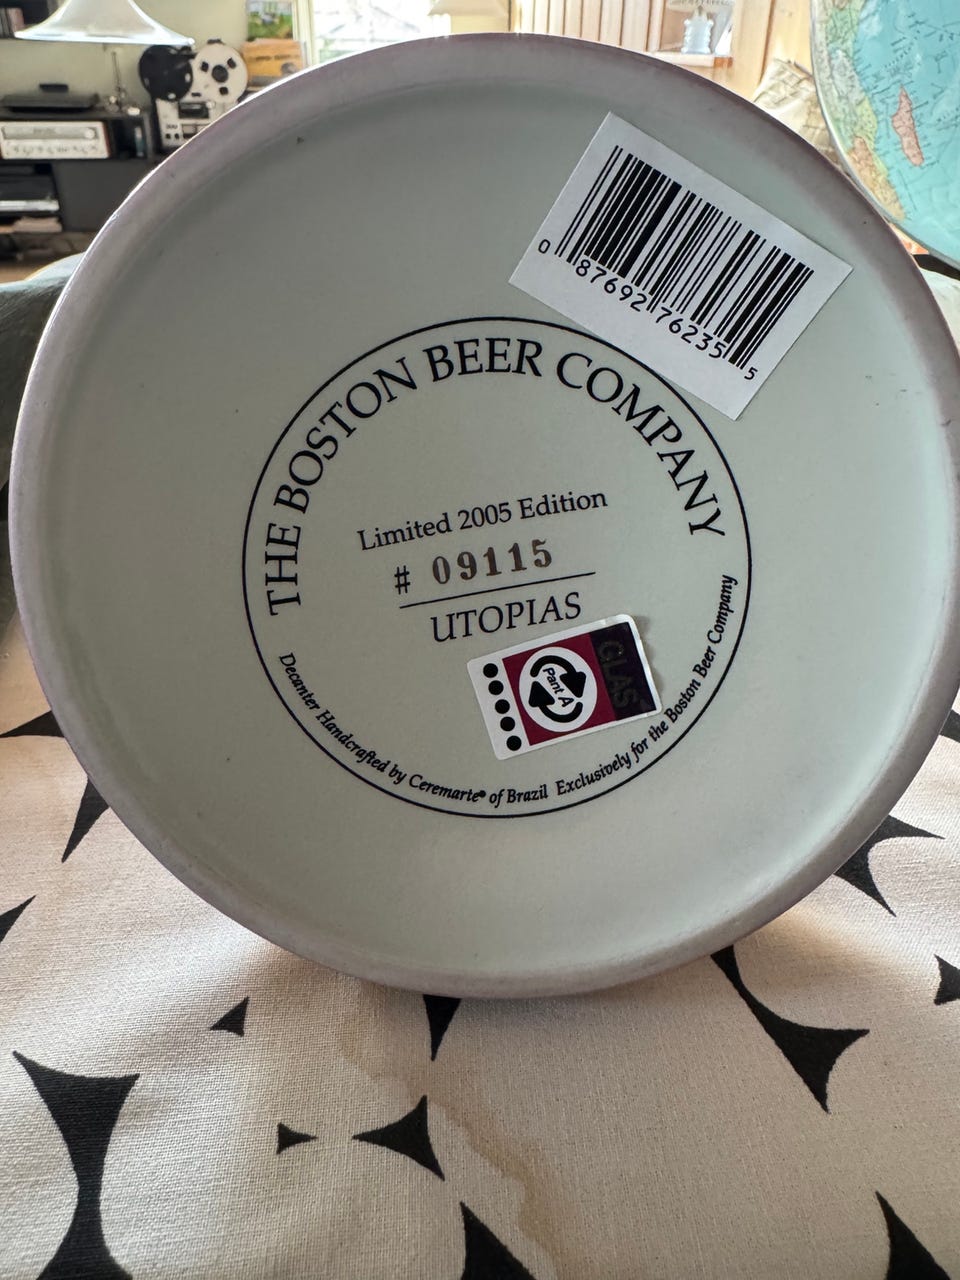 0 87692 76235 5
THE BOSTON BEER COMPANY
Limited 2005 Edition
# 09115
UTOPIAS
Pant A
GLAS
Decanter Handcrafted by Ceremarte® of Brazil Exclusively for the Boston Beer Company